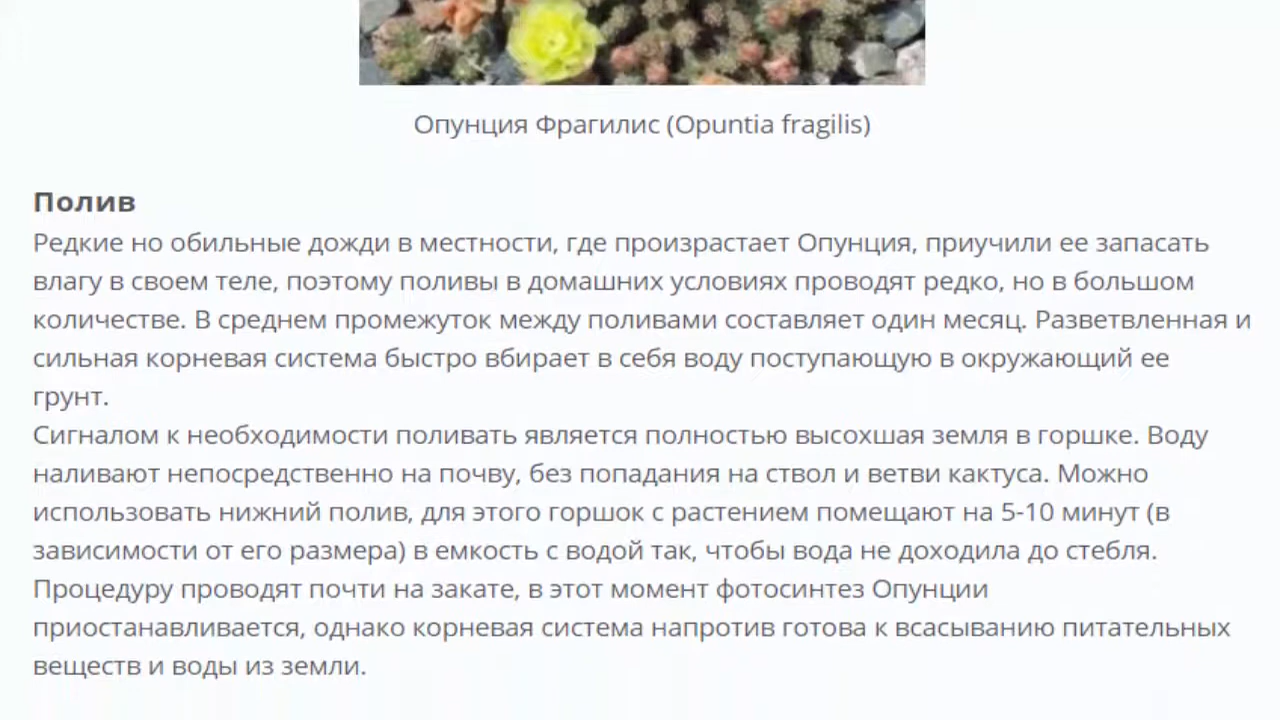 Опунция Фрагилис (Opuntia fragilis)
Полив
Редкие но обильные дожди в местности, где произрастает Опунция, приучили ее запасать
влагу в своем теле, поэтому поливы в домашних условиях проводят редко, но в большом
количестве. В среднем промежуток между поливами составляет один месяц. Разветвленная и
сильная корневая система быстро вбирает в себя воду поступающую в окружающий ее
грунт.
Сигналом к необходимости поливать является полностью высохшая земля в горшке. Воду
наливают непосредственно на почву, без попадания на ствол и ветви кактуса. Можно
использовать нижний полив, для этого горшок с растением помещают на 5-10 минут (в
зависимости от его размера) в емкость с водой так, чтобы вода не доходила до стебля.
Процедуру проводят почти на закате, в этот момент фотосинтез Опунции
приостанавливается, однако корневая система напротив готова к всасыванию питательных
веществ и воды из земли.